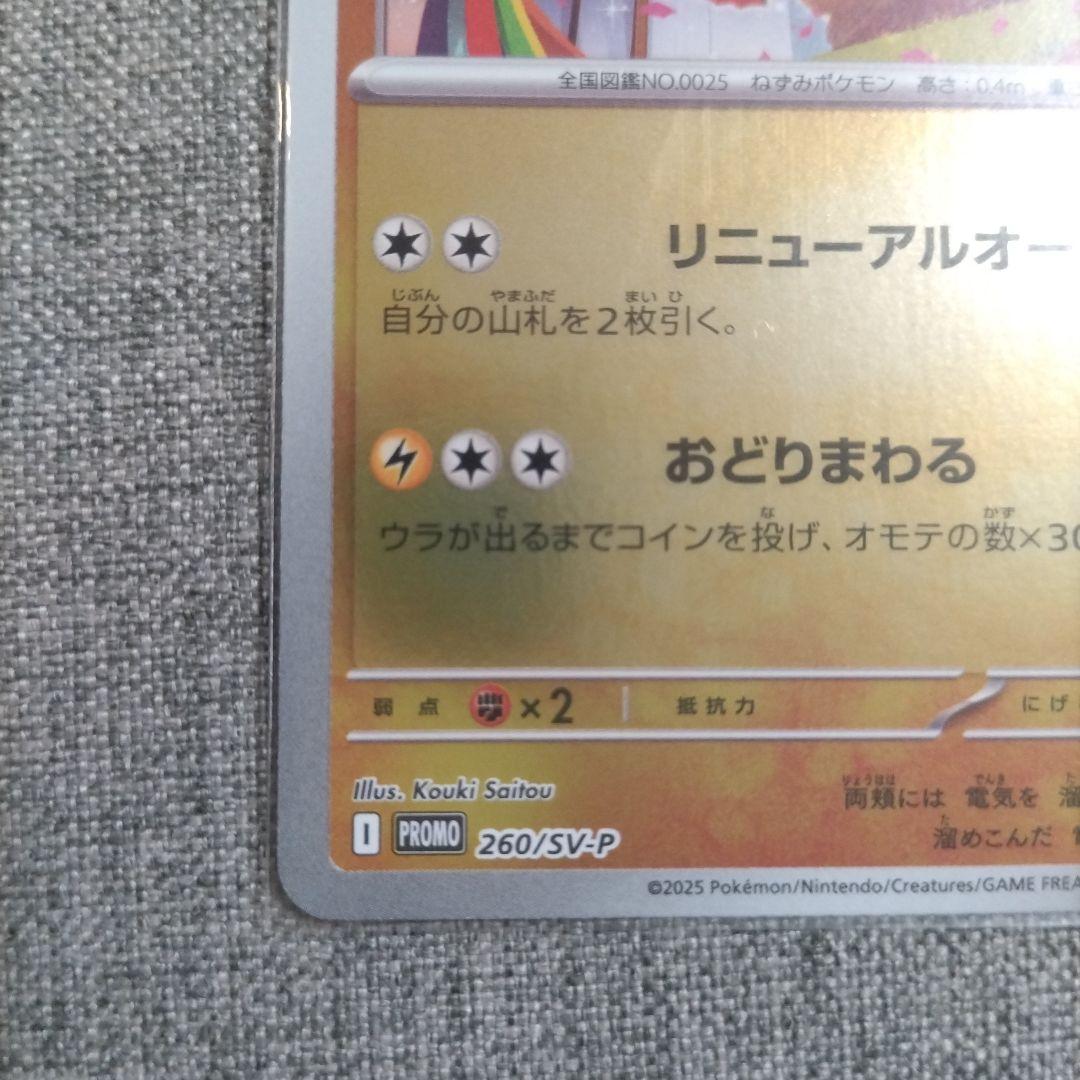 全国図鑑NO.0025 ねずみポケモン 高さ:0.4m 重
リニューアルオー
じぶん やまふだ まい ひ
自分の山札を2枚引く。
おどりまわる
で な かず
ウラが出るまでコインを投げ、オモテの数×30
弱点 ×2 抵抗力 にげ
Illus. Kouki Saitou
りょうほほ でんき た
両頬には 電気を 溜
I PROMO 260/SV-P
た
溜めこんだ
©2025 Pokémon/Nintendo/Creatures/GAME FREA